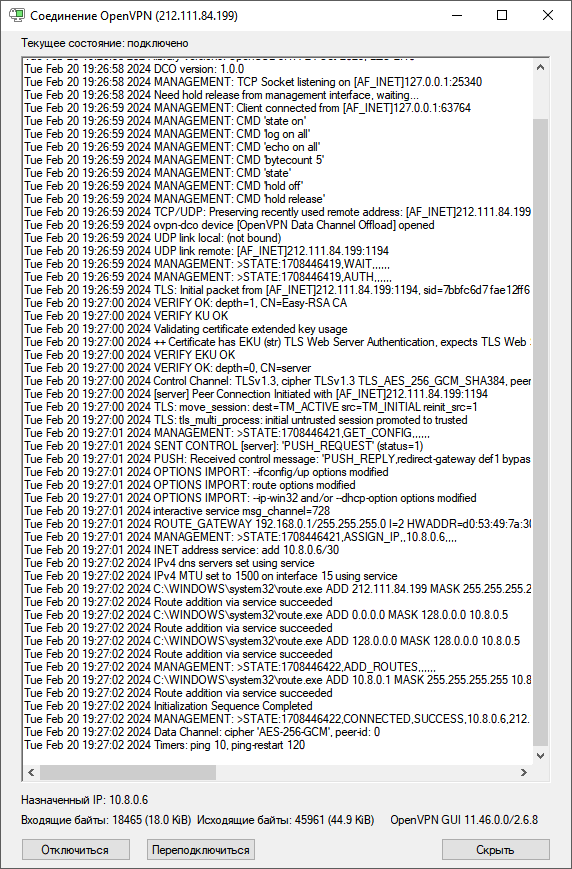 Соединение OpenVPN (212.111.84.199)
Текущее состояние: подключено
Tue Feb 20 19:26:58 2024 DCO version: 1.0.0
Tue Feb 20 19:26:58 2024 MANAGEMENT: TCP Socket listening on [AF_INET]127.0.0.1:25340
Tue Feb 20 19:26:58 2024 Need hold release from management interface, waiting...
Tue Feb 20 19:26:59 2024 MANAGEMENT: Client connected from [AF_INET]127.0.0.1:63764
Tue Feb 20 19:26:59 2024 MANAGEMENT: CMD 'state on'
Tue Feb 20 19:26:59 2024 MANAGEMENT: CMD 'log on all'
Tue Feb 20 19:26:59 2024 MANAGEMENT: CMD 'echo on all'
Tue Feb 20 19:26:59 2024 MANAGEMENT: CMD 'bytecount 5'
Tue Feb 20 19:26:59 2024 MANAGEMENT: CMD 'state'
Tue Feb 20 19:26:59 2024 MANAGEMENT: CMD 'hold off'
Tue Feb 20 19:26:59 2024 MANAGEMENT: CMD 'hold release'
Tue Feb 20 19:26:59 2024 TCP/UDP: Preserving recently used remote address: [AF_INET]212.111.84.199
Tue Feb 20 19:26:59 2024 ovpn-dco device [OpenVPN Data Channel Offload] opened
Tue Feb 20 19:26:59 2024 UDP link local: (not bound)
Tue Feb 20 19:26:59 2024 UDP link remote: [AF_INET]212.111.84.199:1194
Tue Feb 20 19:26:59 2024 MANAGEMENT: >STATE:1708446419,WAIT,,,,,,
Tue Feb 20 19:26:59 2024 MANAGEMENT: >STATE:1708446419,AUTH,,,,,,
Tue Feb 20 19:26:59 2024 TLS: Initial packet from [AF_INET]212.111.84.199:1194, sid=7bbfc6d7 fae12ff6
Tue Feb 20 19:27:00 2024 VERIFY OK: depth=1, CN=Easy-RSA CA
Tue Feb 20 19:27:00 2024 VERIFY KU OK
Tue Feb 20 19:27:00 2024 Validating certificate extended key usage
Tue Feb 20 19:27:00 2024 ++ Certificate has EKU (str) TLS Web Server Authentication, expects TLS Web
Tue Feb 20 19:27:00 2024 VERIFY EKU OK
Tue Feb 20 19:27:00 2024 VERIFY OK: depth=0, CN=server
Tue Feb 20 19:27:00 2024 Control Channel: TLSv1.3, cipher TLSv1.3 TLS_AES_256_GCM_SHA384, peer
Tue Feb 20 19:27:00 2024 [server] Peer Connection Initiated with [AF_INET]212.111.84.199:1194
Tue Feb 20 19:27:00 2024 TLS: move_session: dest=TM_ACTIVE src=TM_INITIAL reinit_src=1
Tue Feb 20 19:27:00 2024 TLS: tls_multi_process: initial untrusted session promoted to trusted
Tue Feb 20 19:27:01 2024 MANAGEMENT: >STATE:1708446421,GET_CONFIG,,,,,,
Tue Feb 20 19:27:01 2024 SENT CONTROL [server]: 'PUSH_REQUEST' (status=1)
Tue Feb 20 19:27:01 2024 PUSH: Received control message: 'PUSH_REPLY,redirect-gateway def1 bypas
Tue Feb 20 19:27:01 2024 OPTIONS IMPORT: --ifconfig/up options modified
Tue Feb 20 19:27:01 2024 OPTIONS IMPORT: route options modified
Tue Feb 20 19:27:01 2024 OPTIONS IMPORT: --ip-win32 and/or --dhcp-option options modified
Tue Feb 20 19:27:01 2024 interactive service msg_channel=728
Tue Feb 20 19:27:01 2024 ROUTE_GATEWAY 192.168.0.1/255.255.255.0 I=2 HWADDR=d0:53:49:7a:30
Tue Feb 20 19:27:01 2024 MANAGEMENT: >STATE:1708446421,ASSIGN_IP,,10.8.0.6,,,,
Tue Feb 20 19:27:01 2024 INET address service: add 10.8.0.6/30
Tue Feb 20 19:27:02 2024 IPv4 dns servers set using service
Tue Feb 20 19:27:02 2024 IPv4 MTU set to 1500 on interface 15 using service
Tue Feb 20 19:27:02 2024 C:\WINDOWS\system32\route.exe ADD 212.111.84.199 MASK 255.255.255.2
Tue Feb 20 19:27:02 2024 Route addition via service succeeded
Tue Feb 20 19:27:02 2024 C:\WINDOWS\system32\route.exe ADD 0.0.0.0 MASK 128.0.0.0 10.8.0.5
Tue Feb 20 19:27:02 2024 Route addition via service succeeded
Tue Feb 20 19:27:02 2024 C:\WINDOWS\system32\route.exe ADD 128.0.0.0 MASK 128.0.0.0 10.8.0.5
Tue Feb 20 19:27:02 2024 Route addition via service succeeded
Tue Feb 20 19:27:02 2024 MANAGEMENT: >STATE:1708446422,ADD_ROUTES,,,,,,
Tue Feb 20 19:27:02 2024 C:\WINDOWS\system32\route.exe ADD 10.8.0.1 MASK 255.255.255.255 10.8
Tue Feb 20 19:27:02 2024 Route addition via service succeeded
Tue Feb 20 19:27:02 2024 Initialization Sequence Completed
Tue Feb 20 19:27:02 2024 MANAGEMENT: >STATE:1708446422,CONNECTED,SUCCESS,10.8.0.6,212.
Tue Feb 20 19:27:02 2024 Data Channel: cipher 'AES-256-GCM', peer-id: 0
Tue Feb 20 19:27:02 2024 Timers: ping 10, ping-restart 120
Назначенный IP: 10.8.0.6
Входящие байты: 18465 (18.0 KiB) Исходящие байты: 45961 (44.9 KiB) OpenVPN GUI 11.46.0.0/2.6.8
Отключиться Переподключиться Скрыть